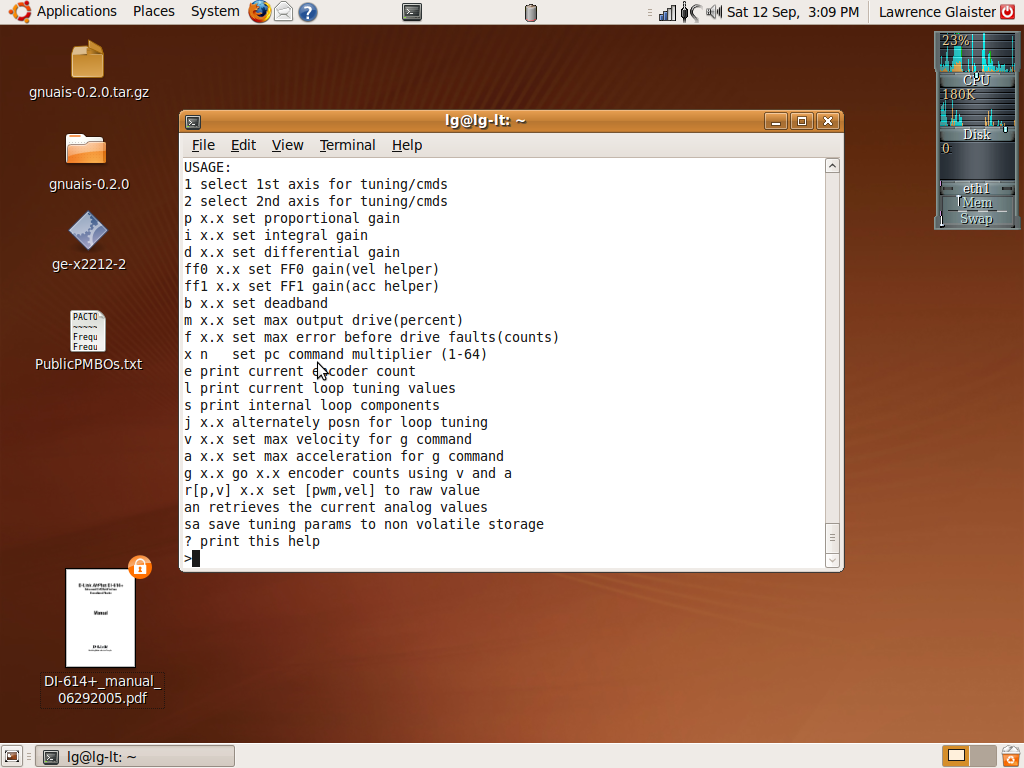 Applications Places System Sat 12 Sep, 3:09 PM Lawrence Glaister
gnuais-0.2.0.tar.gz
gnuais-0.2.0
ge-x2212-2
PACTO
~~~~~
Frequ
Frequ
PublicPMBOs.txt
Manual
DI-614+_manual_
06292005.pdf
lg@lg-lt: ~
File Edit View Terminal Help
USAGE:
1 select 1st axis for tuning/cmds
2 select 2nd axis for tuning/cmds
p x.x set proportional gain
i x.x set integral gain
d x.x set differential gain
ff0 x.x set FF0 gain(vel helper)
ff1 x.x set FF1 gain(acc helper)
b x.x set deadband
m x.x set max output drive(percent)
f x.x set max error before drive faults(counts)
x n   set pc command multiplier (1-64)
e print current encoder count
l print current loop tuning values
s print internal loop components
j x.x alternately posn for loop tuning
v x.x set max velocity for g command
a x.x set max acceleration for g command
g x.x go x.x encoder counts using v and a
r[p,v] x.x set [pwm,vel] to raw value
an retrieves the current analog values
sa save tuning params to non volatile storage
? print this help
>
23%
CPU
180K
Disk
0
eth1
Mem
Swap
lg@lg-lt: ~